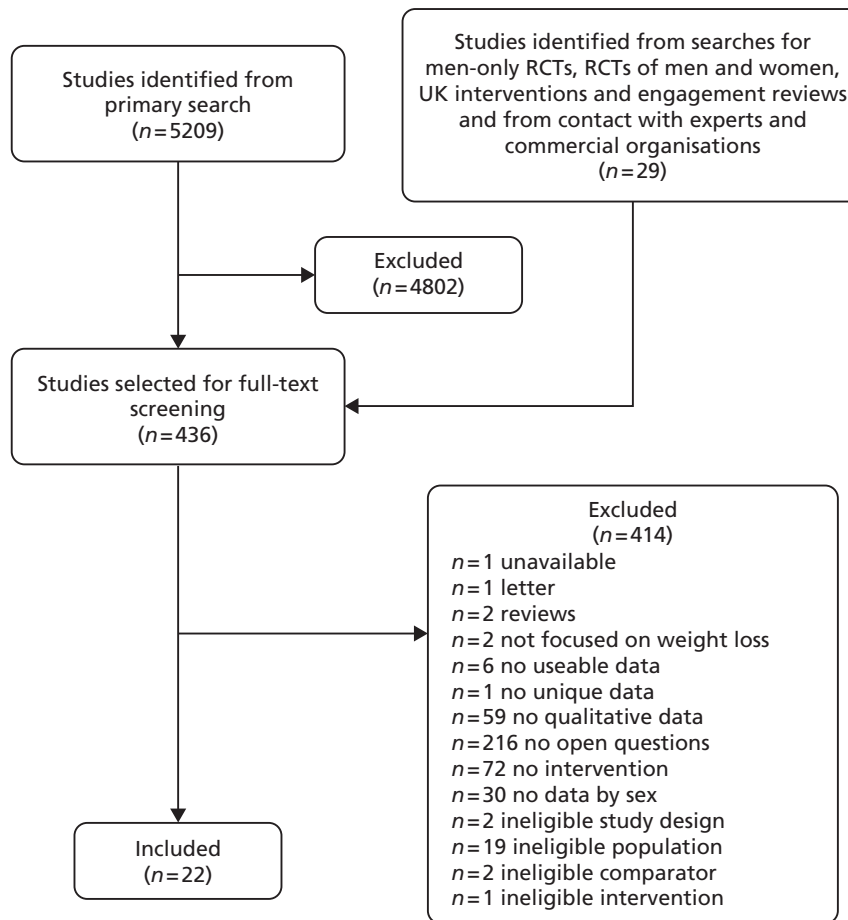 Studies identified from
primary search
(n=5209)
Studies identified from searches for
men-only RCTs, RCTs of men and women,
UK interventions and engagement reviews
and from contact with experts and
commercial organisations
(n=29)
Excluded
(n=4802)
Studies selected for full-text
screening
(n=436)
Excluded
(n=414)
n=1 unavailable
n=1 letter
n=2 reviews
n=2 not focused on weight loss
n=6 no useable data
n=1 no unique data
n=59 no qualitative data
n=216 no open questions
n=72 no intervention
n=30 no data by sex
n=2 ineligible study design
n=19 ineligible population
n=2 ineligible comparator
n=1 ineligible intervention
Included
(n=22)